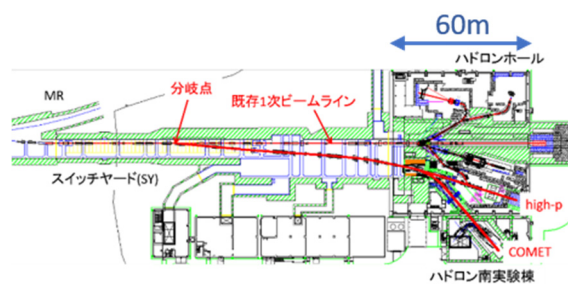 60m
ハドロンホール
MR
分岐点
既存1次ビームライン
スイッチヤード(SY)
high-p
COMET
ハドロン南実験棟